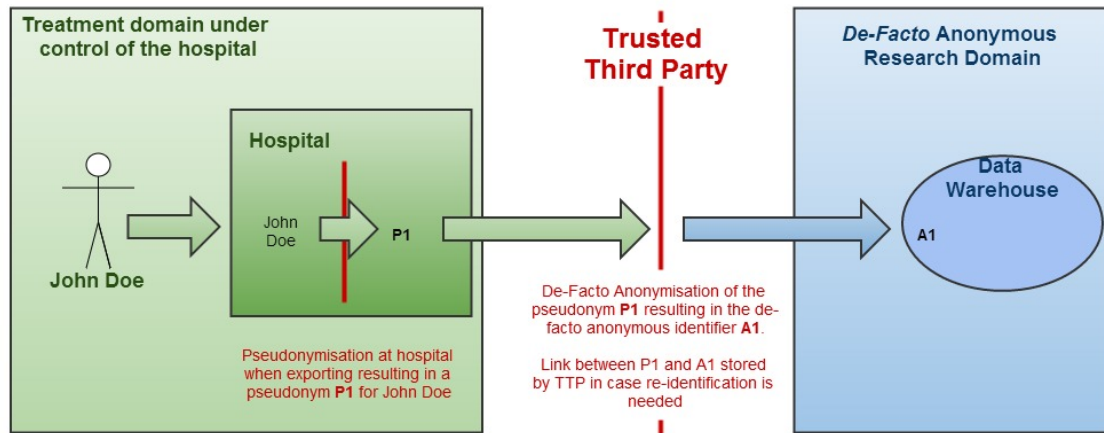 Treatment domain under
control of the hospital
John Doe
Hospital
John
Doe
P1
Pseudonymisation at hospital
when exporting resulting in a
pseudonym P1 for John Doe
Trusted
Third Party
De-Facto Anonymisation of the
pseudonym P1 resulting in the de-
facto anonymous identifier A1.
Link between P1 and A1 stored
by TTP in case re-identification is
needed
De-Facto Anonymous
Research Domain
Data
Warehouse
A1